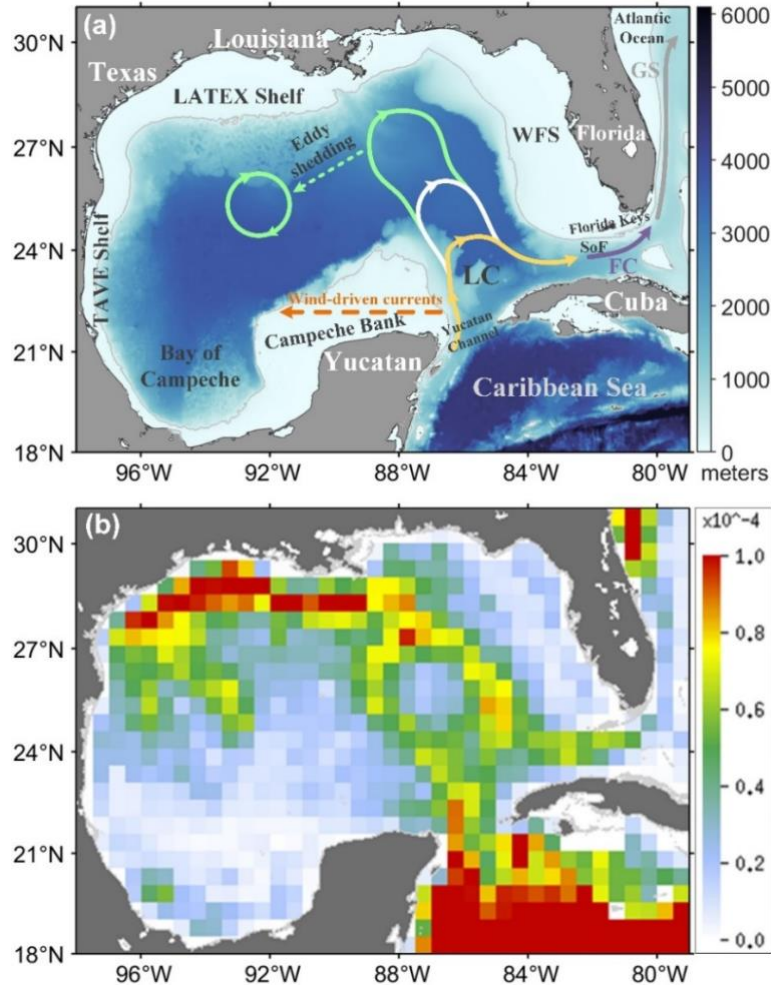 (a)
Atlantic
Ocean
30°N
Louisiana
Texas
GS
LATEX Shelf
27°N
Eddy
shedding
WFS
Florida
24°N
TAVE Shelf
Florida Keys
SoF
FC
LC
Wind-driven currents
Cuba
Campeche Bank
Yucatan
Channel
21°N
Bay of
Campeche
Yucatan
Caribbean Sea
18°N
96°W 92°W 88°W 84°W 80°W
6000
5000
4000
3000
2000
1000
0
meters
(b)
30°N
27°N
24°N
21°N
18°N
96°W 92°W 88°W 84°W 80°W
x10^-4
1.0
0.8
0.6
0.4
0.2
0.0